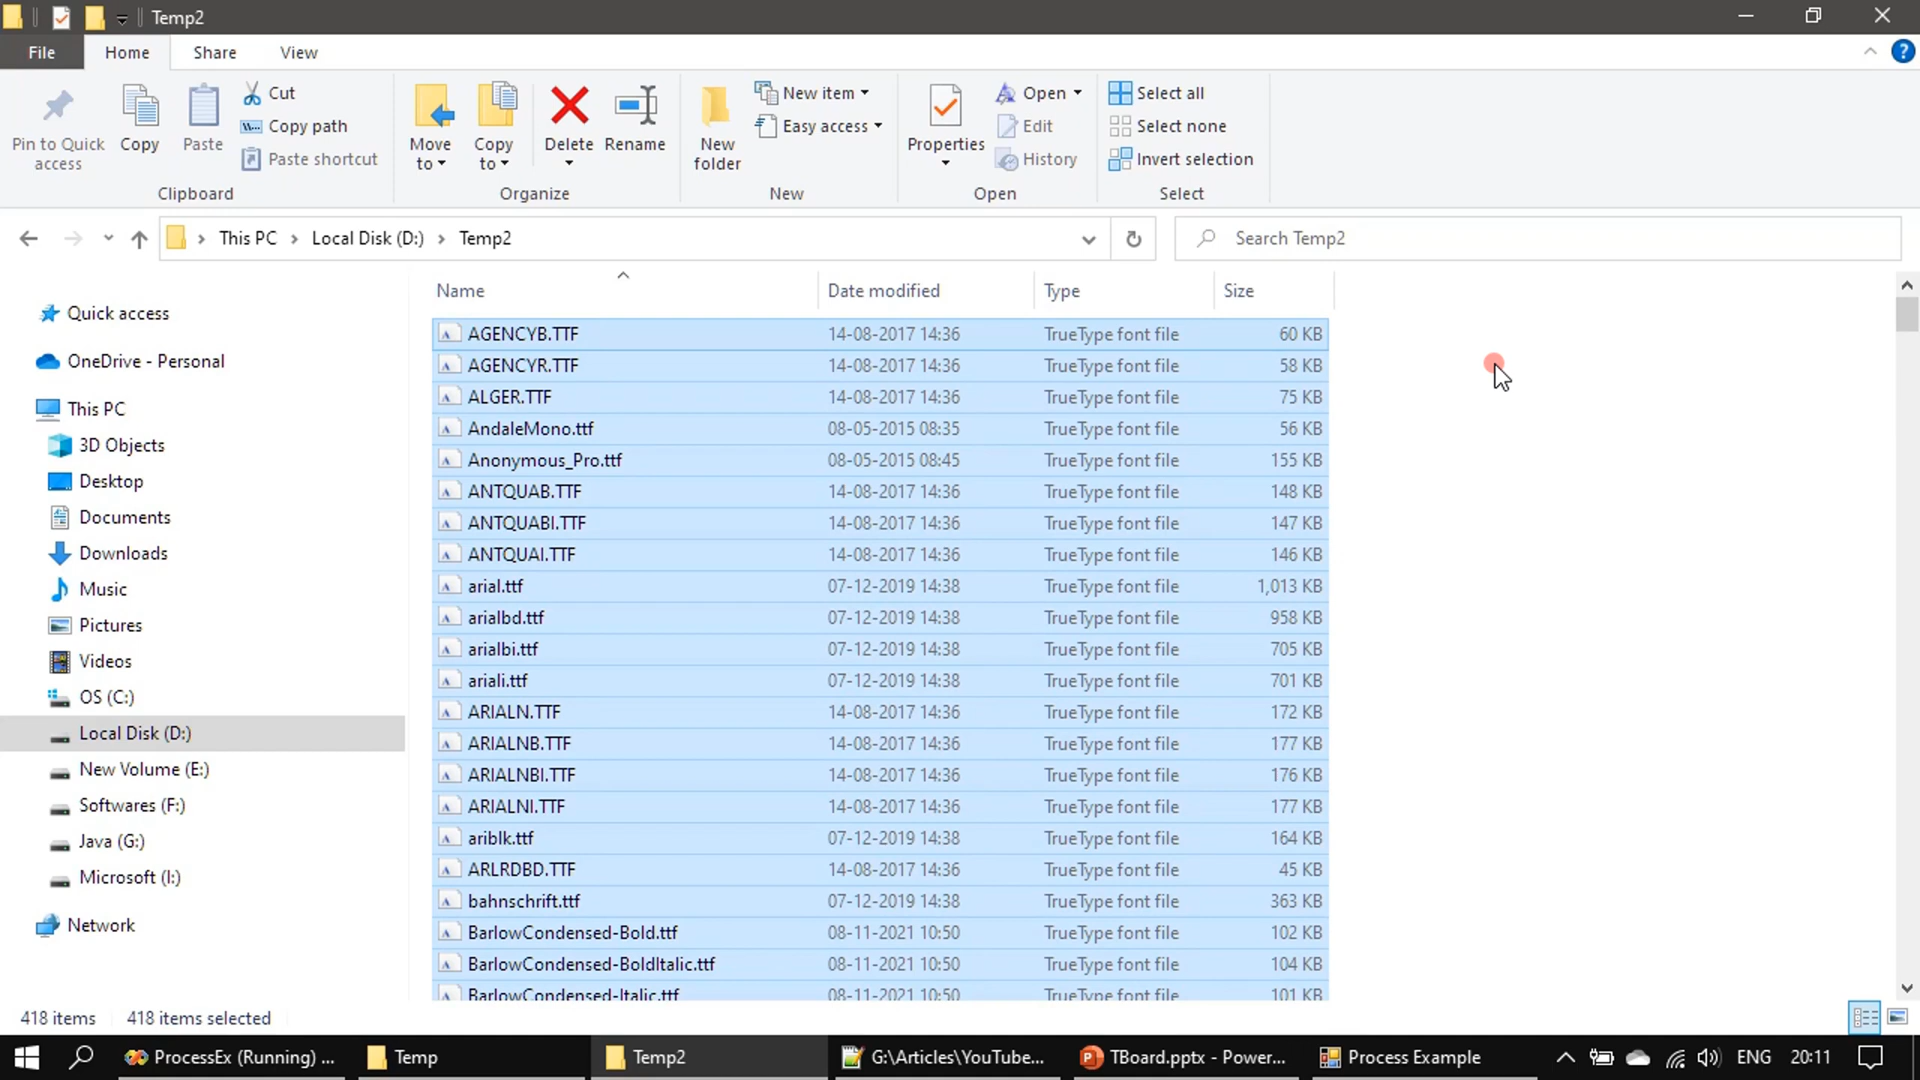 Temp2
File Home Share View
Pin to Quick access
Copy
Paste
Cut
Copy path
Paste shortcut
Clipboard
Move to
Copy to
Delete
Rename
Organize
New folder
New item
Easy access
New
Properties
Open
Edit
History
Open
Select all
Select none
Invert selection
Select
This PC Local Disk (D:) Temp2
Search Temp2
Quick access
OneDrive - Personal
This PC
3D Objects
Desktop
Documents
Downloads
Music
Pictures
Videos
OS (C:)
Local Disk (D:)
New Volume (E:)
Softwares (F:)
Java (G:)
Microsoft (I:)
Network
Name Date modified Type Size
AGENCYB.TTF 14-08-2017 14:36 TrueType font file 60 KB
AGENCYR.TTF 14-08-2017 14:36 TrueType font file 58 KB
ALGER.TTF 14-08-2017 14:36 TrueType font file 75 KB
AndaleMono.ttf 08-05-2015 08:35 TrueType font file 56 KB
Anonymous_Pro.ttf 08-05-2015 08:45 TrueType font file 155 KB
ANTQUAB.TTF 14-08-2017 14:36 TrueType font file 148 KB
ANTQUABI.TTF 14-08-2017 14:36 TrueType font file 147 KB
ANTQUAI.TTF 14-08-2017 14:36 TrueType font file 146 KB
arial.ttf 07-12-2019 14:38 TrueType font file 1,013 KB
arialbd.ttf 07-12-2019 14:38 TrueType font file 958 KB
arialbi.ttf 07-12-2019 14:38 TrueType font file 705 KB
ariali.ttf 07-12-2019 14:38 TrueType font file 701 KB
ARIALN.TTF 14-08-2017 14:36 TrueType font file 172 KB
ARIALNB.TTF 14-08-2017 14:36 TrueType font file 177 KB
ARIALNBI.TTF 14-08-2017 14:36 TrueType font file 176 KB
ARIALNI.TTF 14-08-2017 14:36 TrueType font file 177 KB
ariblk.ttf 07-12-2019 14:38 TrueType font file 164 KB
ARLRDBD.TTF 14-08-2017 14:36 TrueType font file 45 KB
bahnschrift.ttf 07-12-2019 14:38 TrueType font file 363 KB
BarlowCondensed-Bold.ttf 08-11-2021 10:50 TrueType font file 102 KB
BarlowCondensed-BoldItalic.ttf 08-11-2021 10:50 TrueType font file 104 KB
BarlowCondensed-Italic.ttf 08-11-2021 10:50 TrueType font file 101 KB
418 items 418 items selected
ProcessEx (Running) ... Temp Temp2 G:\Articles\YouTube... TBoard.pptx - Power... Process Example ENG 20:11